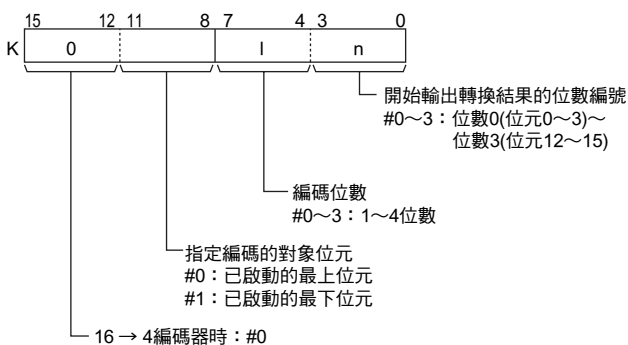 15 12 11 8 7 4 3 0
K 0 l n
開始輸出轉換結果的位數編號
#0～3：位數0(位元0～3)～
位數3(位元12～15)
編碼位數
#0～3：1～4位數
指定編碼的對象位元
#0：已啟動的最上位元
#1：已啟動的最下位元
16 → 4編碼器時：#0